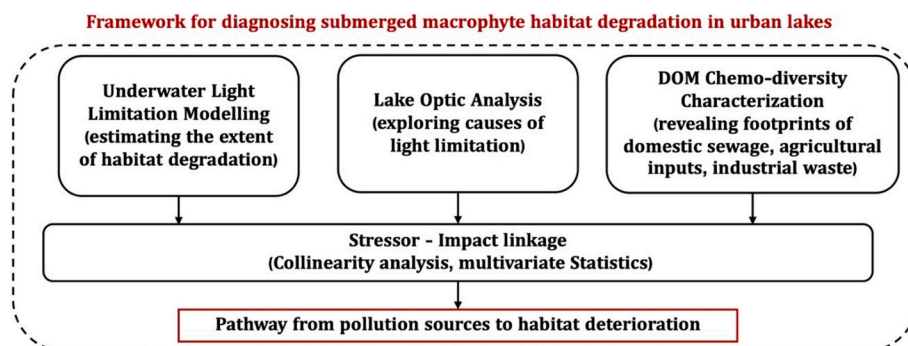 Framework for diagnosing submerged macrophyte habitat degradation in urban lakes
Underwater Light
Limitation Modelling
(estimating the extent
of habitat degradation)
Lake Optic Analysis
(exploring causes of
light limitation)
DOM Chemo-diversity
Characterization
(revealing footprints of
domestic sewage, agricultural
inputs, industrial waste)
Stressor - Impact linkage
(Collinearity analysis, multivariate Statistics)
Pathway from pollution sources to habitat deterioration